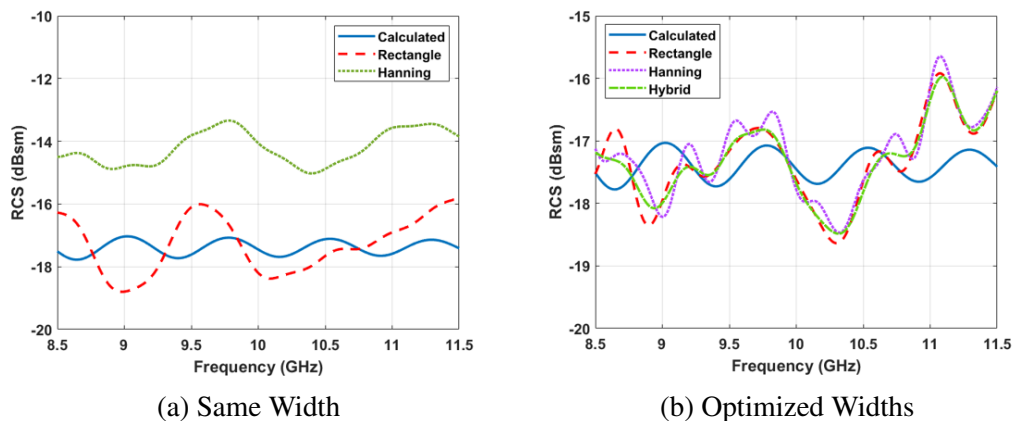 -10
-12
-14
-16
-18
-20
RCS (dBsm)
8.5 9 9.5 10 10.5 11 11.5
Frequency (GHz)
Calculated
Rectangle
Hanning
(a) Same Width
-15
-16
-17
-18
-19
-20
RCS (dBsm)
8.5 9 9.5 10 10.5 11 11.5
Frequency (GHz)
Calculated
Rectangle
Hanning
Hybrid
(b) Optimized Widths